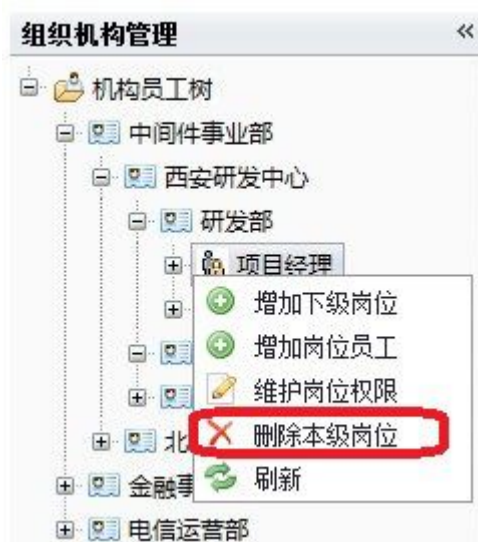 组织机构管理 «
机构员工树
中间件事业部
西安研发中心
研发部
项目经理
增加下级岗位
增加岗位员工
维护岗位权限
删除本级岗位
北
刷新
金融事
电信运营部